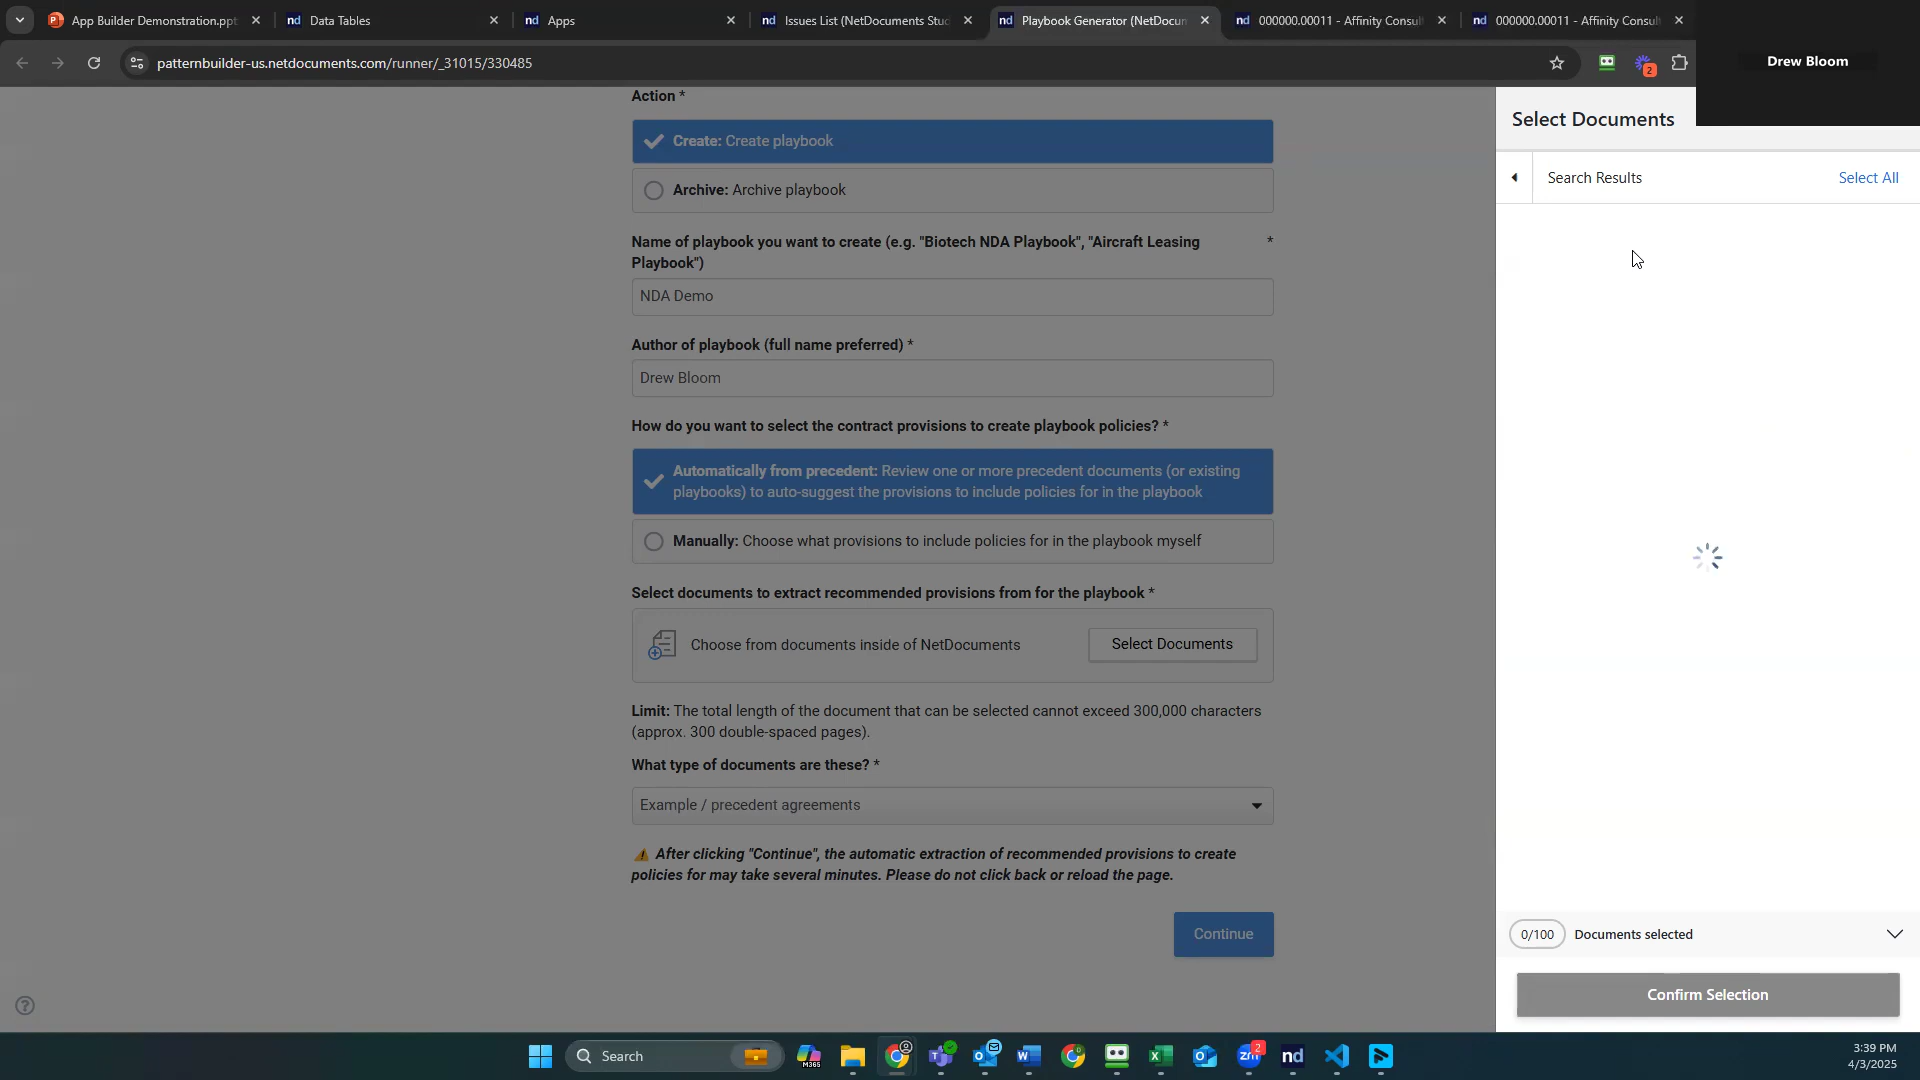 App Builder Demonstration.ppt
Data Tables
Apps
Issues List (NetDocuments Stud
Playbook Generator (NetDocun
000000.00011 - Affinity Consul
000000.00011 - Affinity Consul
patternbuilder-us.netdocuments.com/runner/_31015/330485
2
Drew Bloom
Action *
Create: Create playbook
Archive: Archive playbook
Name of playbook you want to create (e.g. "Biotech NDA Playbook", "Aircraft Leasing *
Playbook")
NDA Demo
Author of playbook (full name preferred) *
Drew Bloom
How do you want to select the contract provisions to create playbook policies? *
Automatically from precedent: Review one or more precedent documents (or existing
playbooks) to auto-suggest the provisions to include policies for in the playbook
Manually: Choose what provisions to include policies for in the playbook myself
Select documents to extract recommended provisions from for the playbook *
Choose from documents inside of NetDocuments
Select Documents
Limit: The total length of the document that can be selected cannot exceed 300,000 characters
(approx. 300 double-spaced pages).
What type of documents are these? *
Example / precedent agreements
⚠ After clicking "Continue", the automatic extraction of recommended provisions to create
policies for may take several minutes. Please do not click back or reload the page.
Continue
Select Documents
Search Results
Select All
0/100
Documents selected
Confirm Selection
Search
M365
nd
3:39 PM
4/3/2025